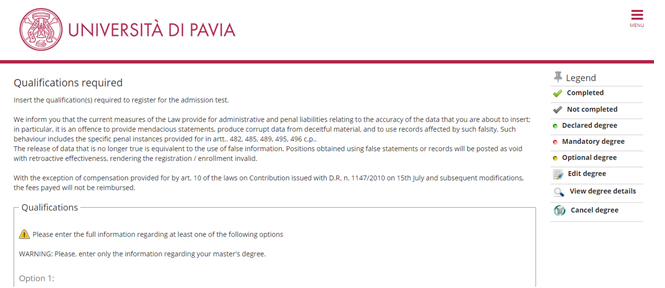 UNIVERSITÀ DI PAVIA
MENU
Qualifications required
Insert the qualification(s) required to register for the admission test.
We inform you that the current measures of the Law provide for administrative and penal liabilities relating to the accuracy of the data that you are about to insert;
in particular, it is an offence to provide mendacious statements, produce corrupt data from deceitful material, and to use records affected by such falsity. Such
behaviour includes the specific penal instances provided for in artt.. 482, 485, 489, 495, 496 c.p..
The release of data that is no longer true is equivalent to the use of false information. Positions obtained using false statements or records will be posted as void
with retroactive effectiveness, rendering the registration / enrollment invalid.
With the exception of compensation provided for by art. 10 of the laws on Contribution issued with D.R. n. 1147/2010 on 15th July and subsequent modifications,
the fees payed will not be reimbursed.
Qualifications
Please enter the full information regarding at least one of the following options
WARNING: Please, enter only the information regarding your master's degree.
Option 1:
Legend
Completed
Not completed
Declared degree
Mandatory degree
Optional degree
Edit degree
View degree details
Cancel degree